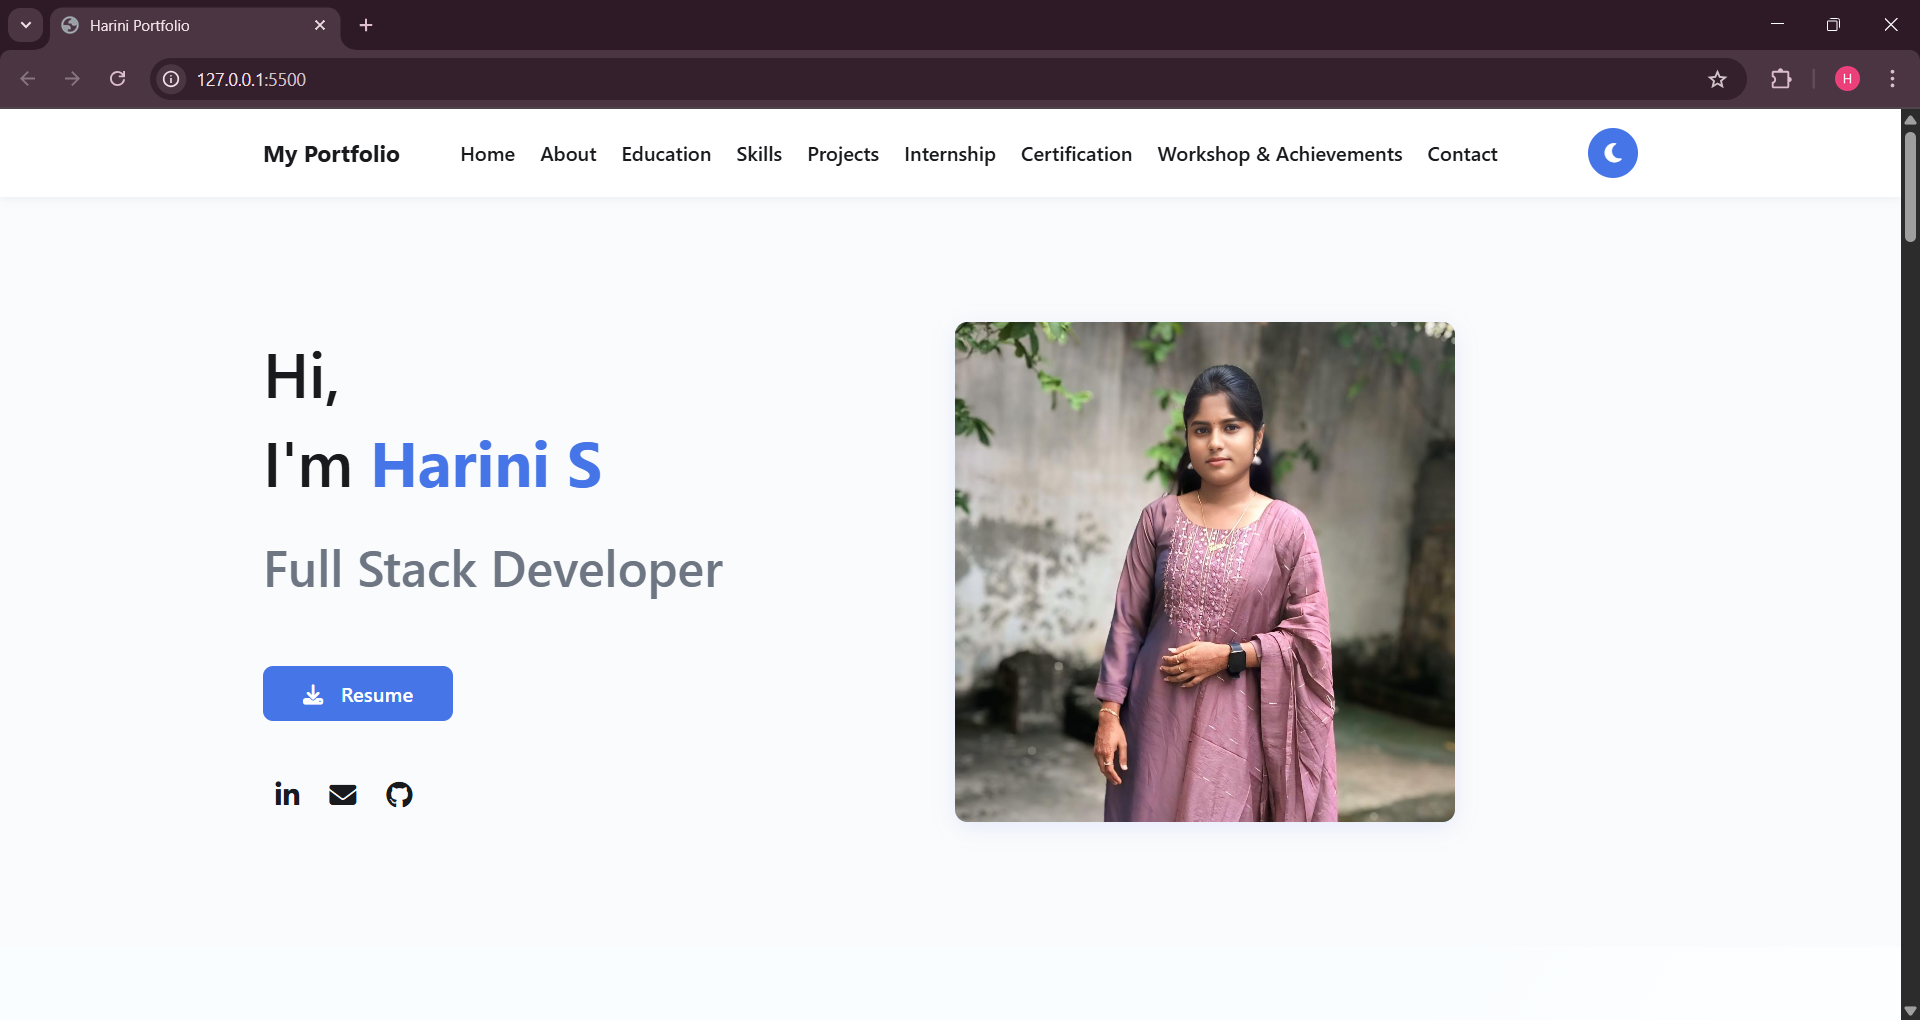 Harini Portfolio
127.0.0.1:5500
H
My Portfolio Home About Education Skills Projects Internship Certification Workshop & Achievements Contact
Hi,
I'm Harini S
Full Stack Developer
Resume
in